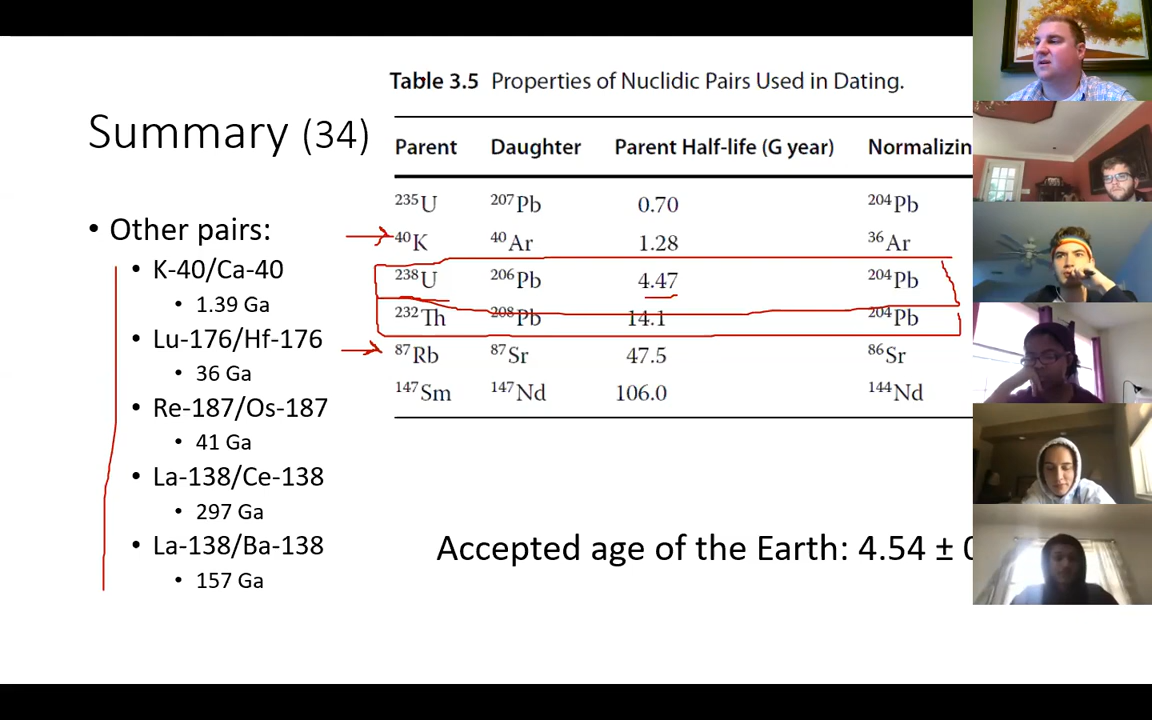 Summary (34)
• Other pairs:
• K-40/Ca-40
• 1.39 Ga
• Lu-176/Hf-176
• 36 Ga
• Re-187/Os-187
• 41 Ga
• La-138/Ce-138
• 297 Ga
• La-138/Ba-138
• 157 Ga
Table 3.5 Properties of Nuclidic Pairs Used in Dating.
Parent Daughter Parent Half-life (G year) Normalizin
²³⁵U ²⁰⁷Pb 0.70 ²⁰⁴Pb
⁴⁰K ⁴⁰Ar 1.28 ³⁶Ar
²³⁸U ²⁰⁶Pb 4.47 ²⁰⁴Pb
²³²Th ²⁰⁸Pb 14.1 ²⁰⁴Pb
⁸⁷Rb ⁸⁷Sr 47.5 ⁸⁶Sr
¹⁴⁷Sm ¹⁴⁷Nd 106.0 ¹⁴⁴Nd
Accepted age of the Earth: 4.54 ±